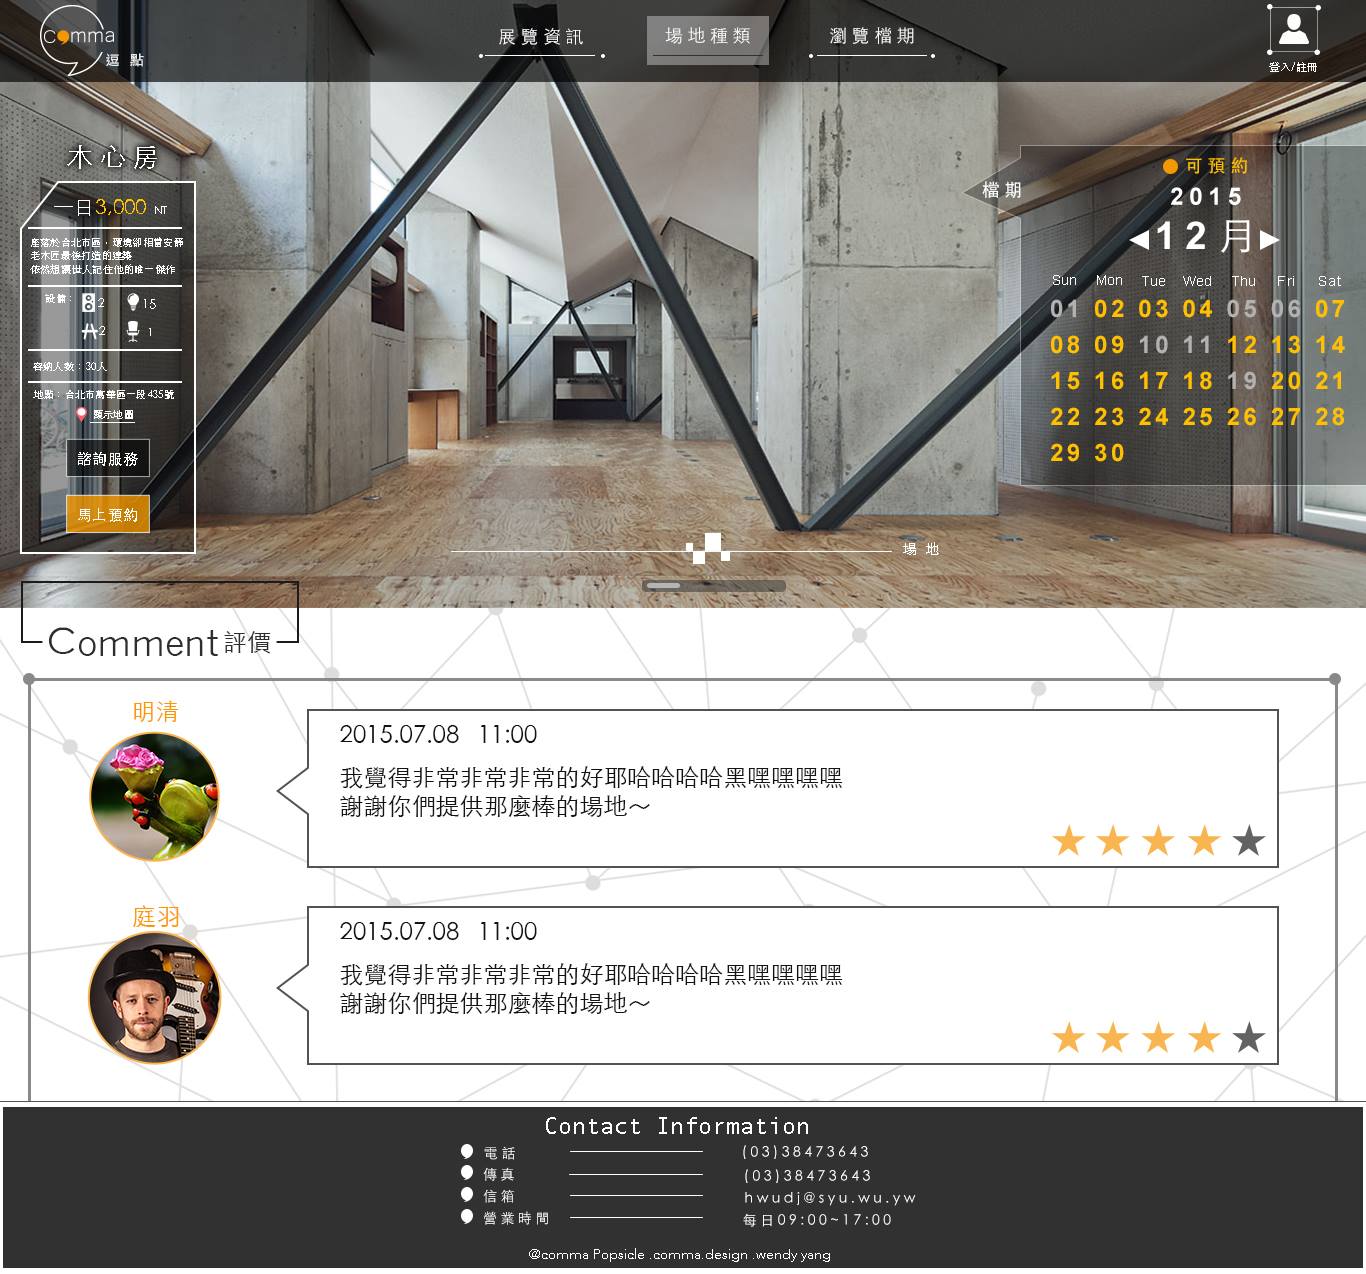 comma
逗 點
展覽資訊
場地種類
瀏覽檔期
登入/註冊
木心房
一日3,000 NT
座落於台北市區，環境卻相當安靜
老木匠最後打造的建築
依然想讓世人記住他的唯一傑作
設備：
2
15
2
1
容納人數：30人
地點：台北市萬華區一段435號
顯示地圖
諮詢服務
馬上預約
檔期
可預約
2015
◀12月▶
Sun Mon Tue Wed Thu Fri Sat
01 02 03 04 05 06 07
08 09 10 11 12 13 14
15 16 17 18 19 20 21
22 23 24 25 26 27 28
29 30
場 地
Comment評價
明清
2015.07.08 11:00
我覺得非常非常非常的好耶哈哈哈哈黑嘿嘿嘿嘿
謝謝你們提供那麼棒的場地～
庭羽
2015.07.08 11:00
我覺得非常非常非常的好耶哈哈哈哈黑嘿嘿嘿嘿
謝謝你們提供那麼棒的場地～
Contact Information
電話 (03)38473643
傳真 (03)38473643
信箱 hwudj@syu.wu.yw
營業時間 每日09:00~17:00
@comma Popsicle .comma.design .wendy yang